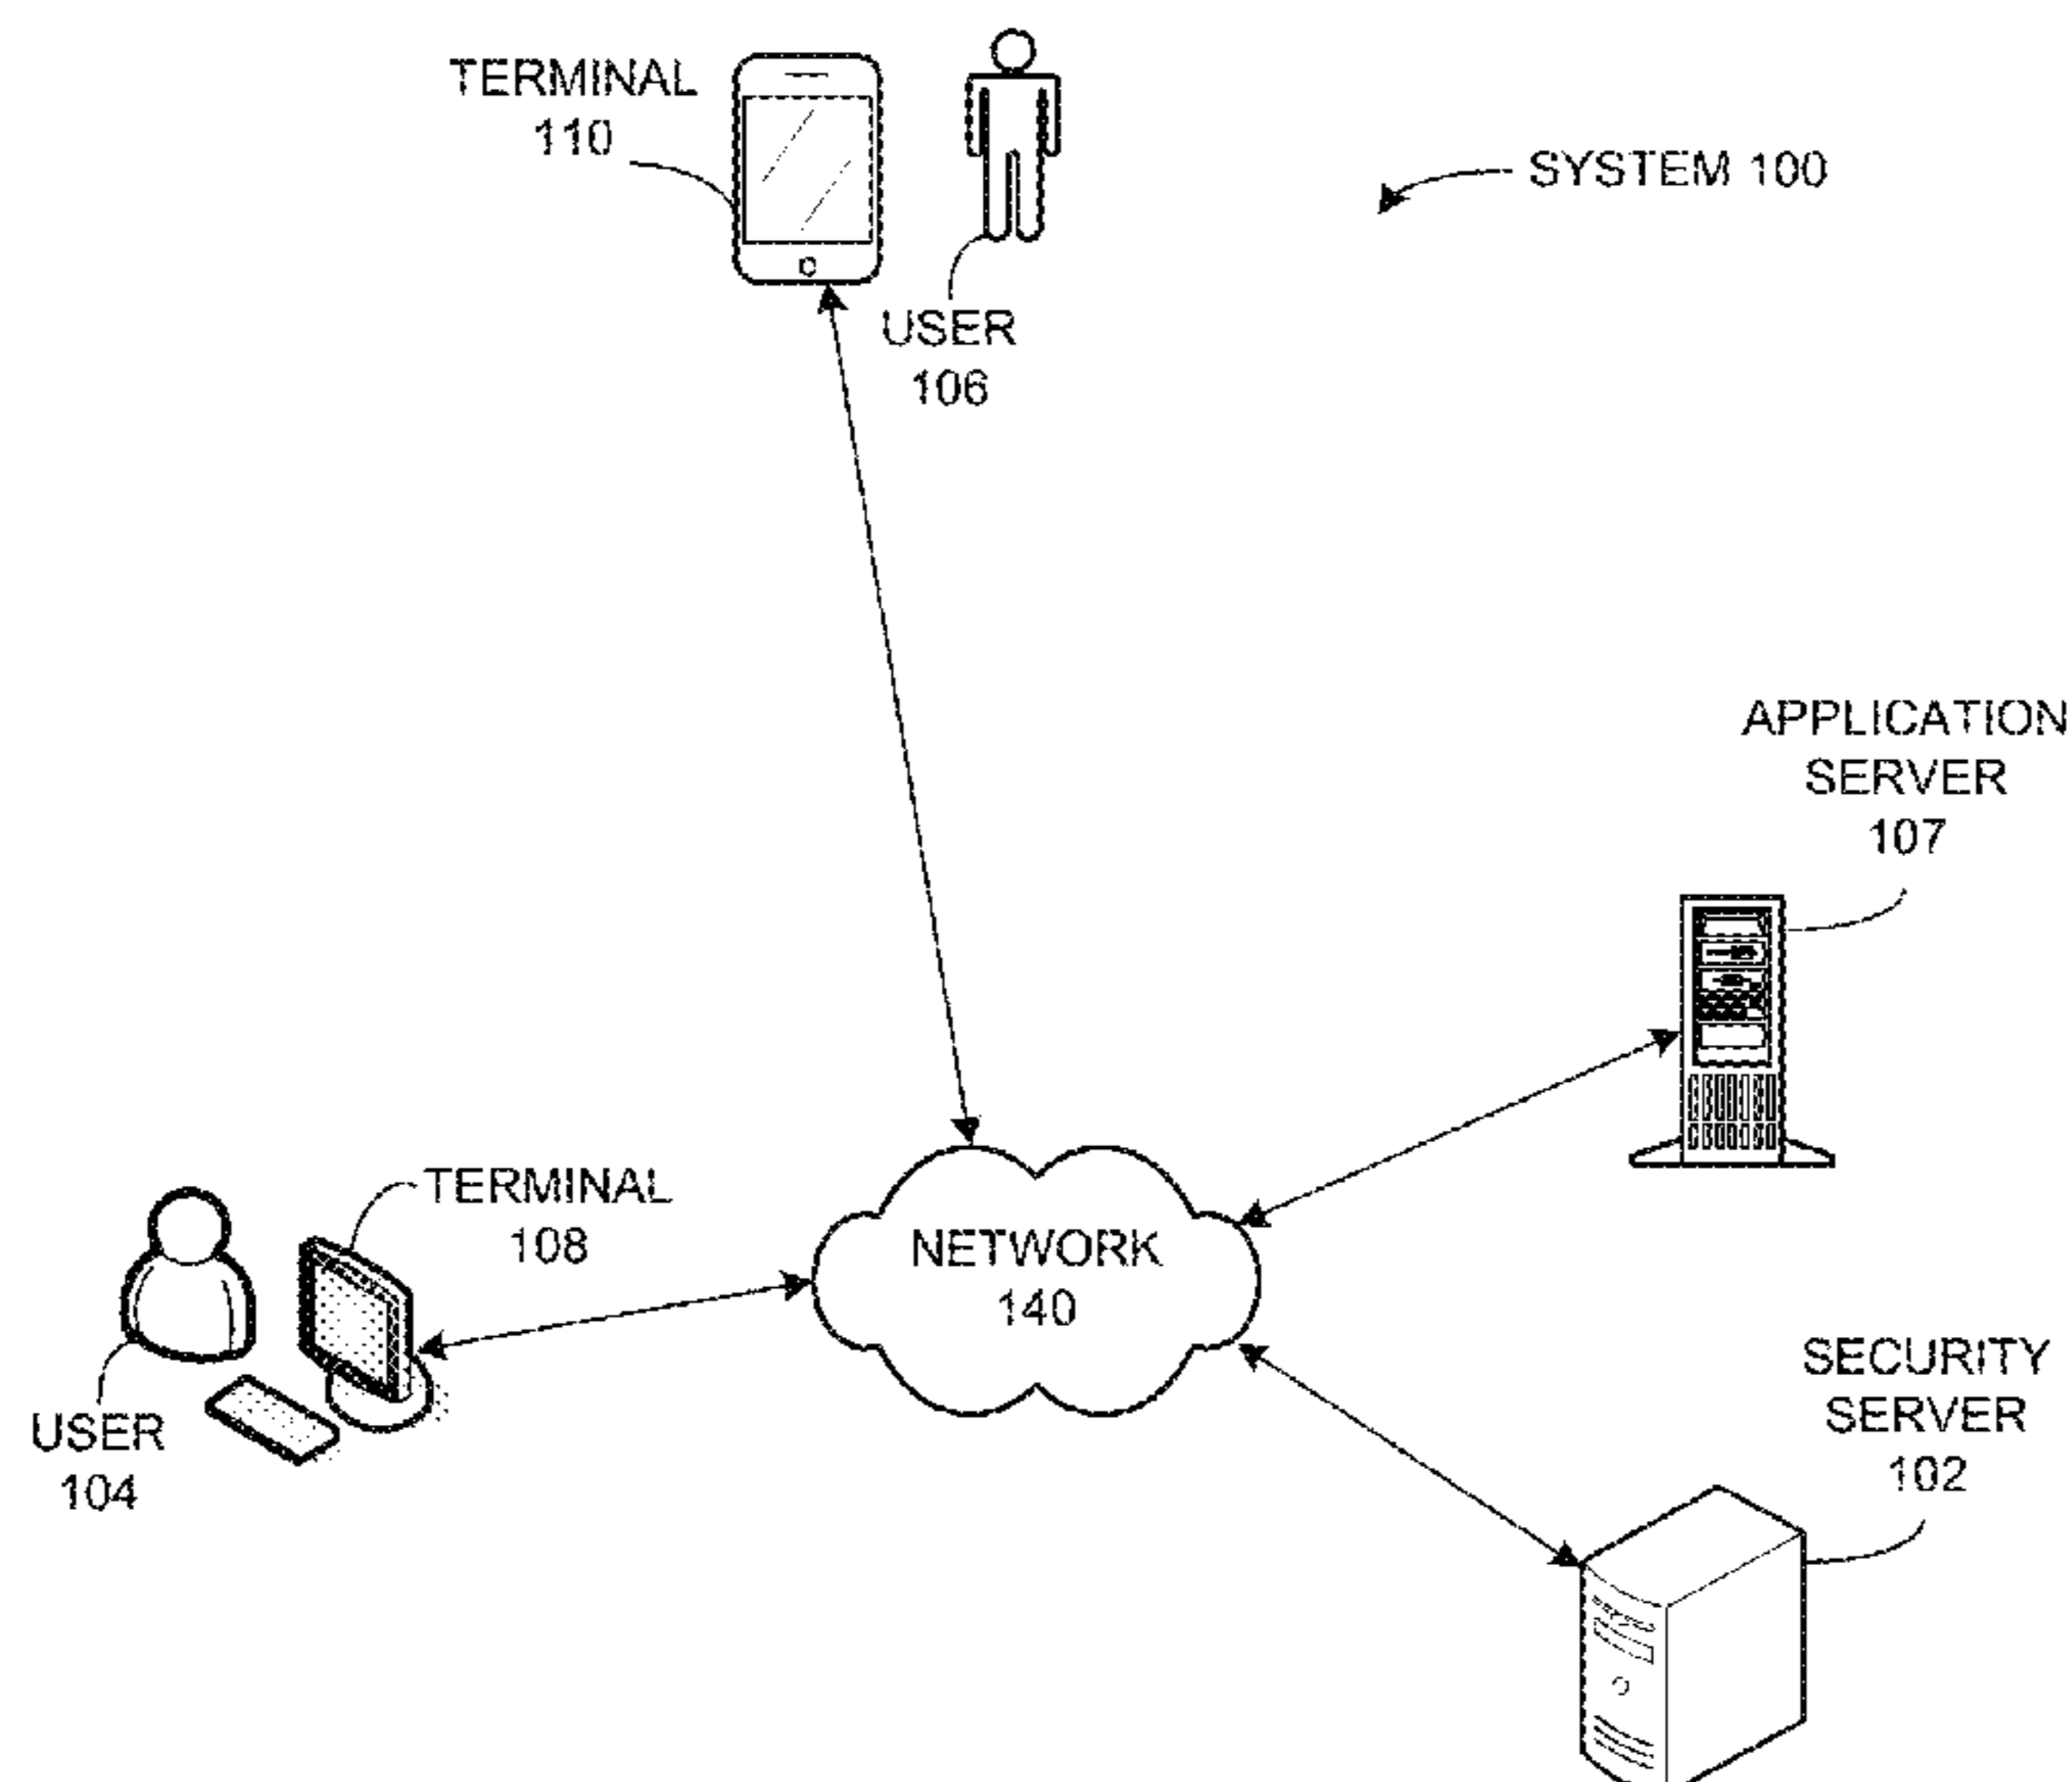 TERMINAL
110
USER
106
SYSTEM 100
APPLICATION
SERVER
107
TERMINAL
108
USER
104
NETWORK
140
SECURITY
SERVER
102